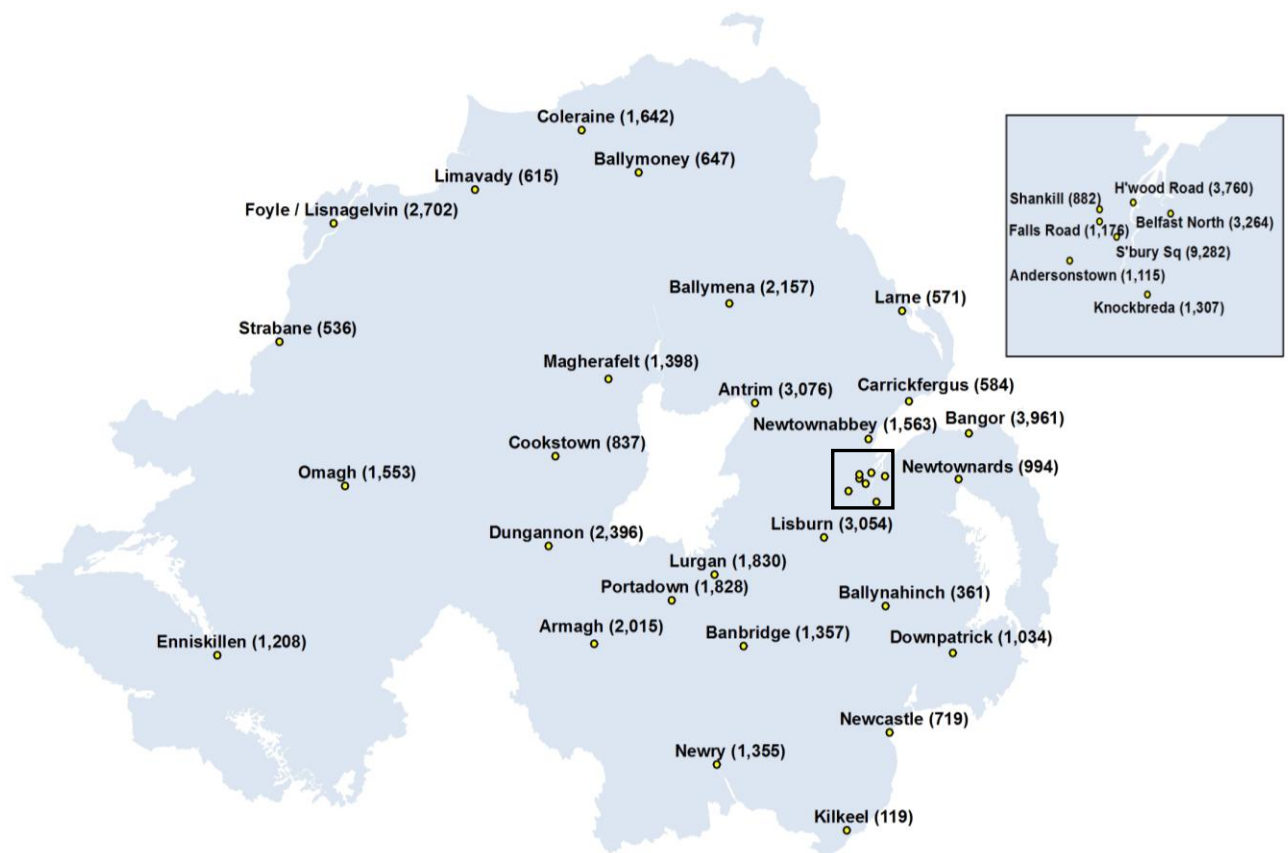 Coleraine (1,642)
Ballymoney (647)
Limavady (615)
Foyle / Lisnagelvin (2,702)
Ballymena (2,157)
Larne (571)
Strabane (536)
Magherafelt (1,398)
Antrim (3,076)
Carrickfergus (584)
Newtownabbey (1,563)
Bangor (3,961)
Cookstown (837)
Omagh (1,553)
Newtownards (994)
Dungannon (2,396)
Lisburn (3,054)
Lurgan (1,830)
Portadown (1,828)
Ballynahinch (361)
Armagh (2,015)
Banbridge (1,357)
Downpatrick (1,034)
Enniskillen (1,208)
Newcastle (719)
Newry (1,355)
Kilkeel (119)
H'wood Road (3,760)
Shankill (882)
Belfast North (3,264)
Falls Road (1,176)
S'bury Sq (9,282)
Andersonstown (1,115)
Knockbreda (1,307)